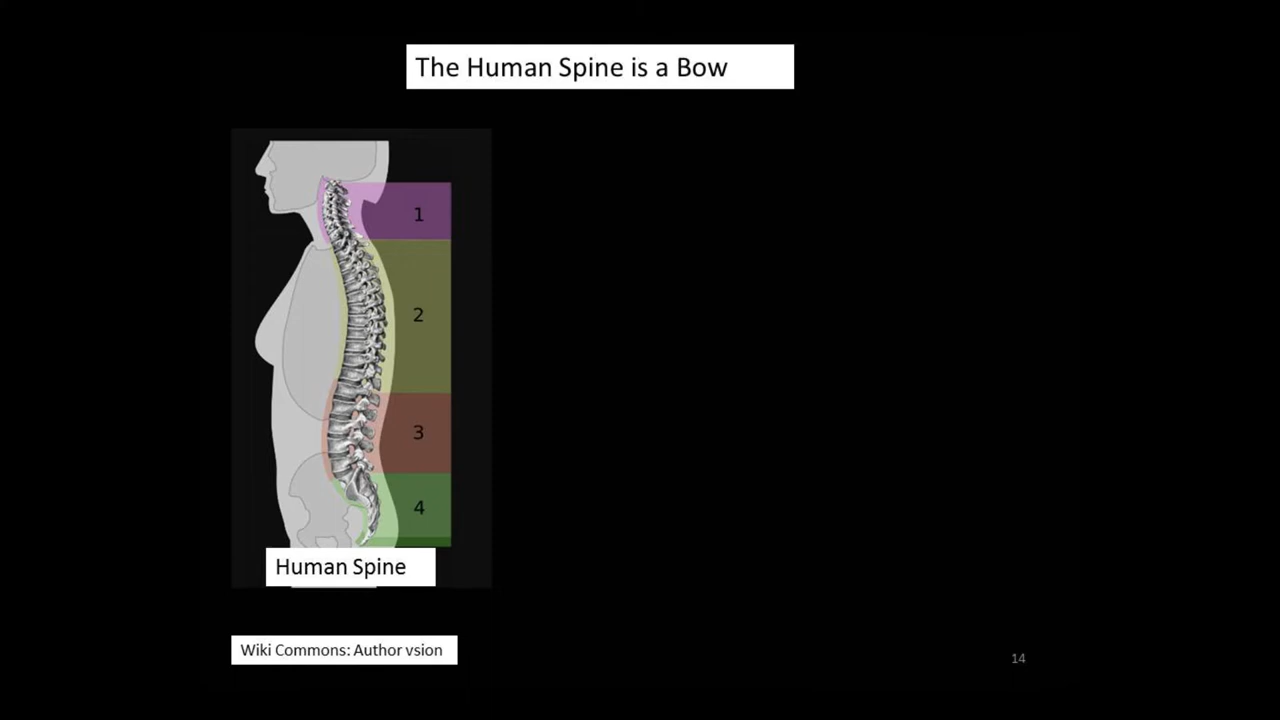 The Human Spine is a Bow
1
2
3
4
Human Spine
Wiki Commons: Author vsion
14